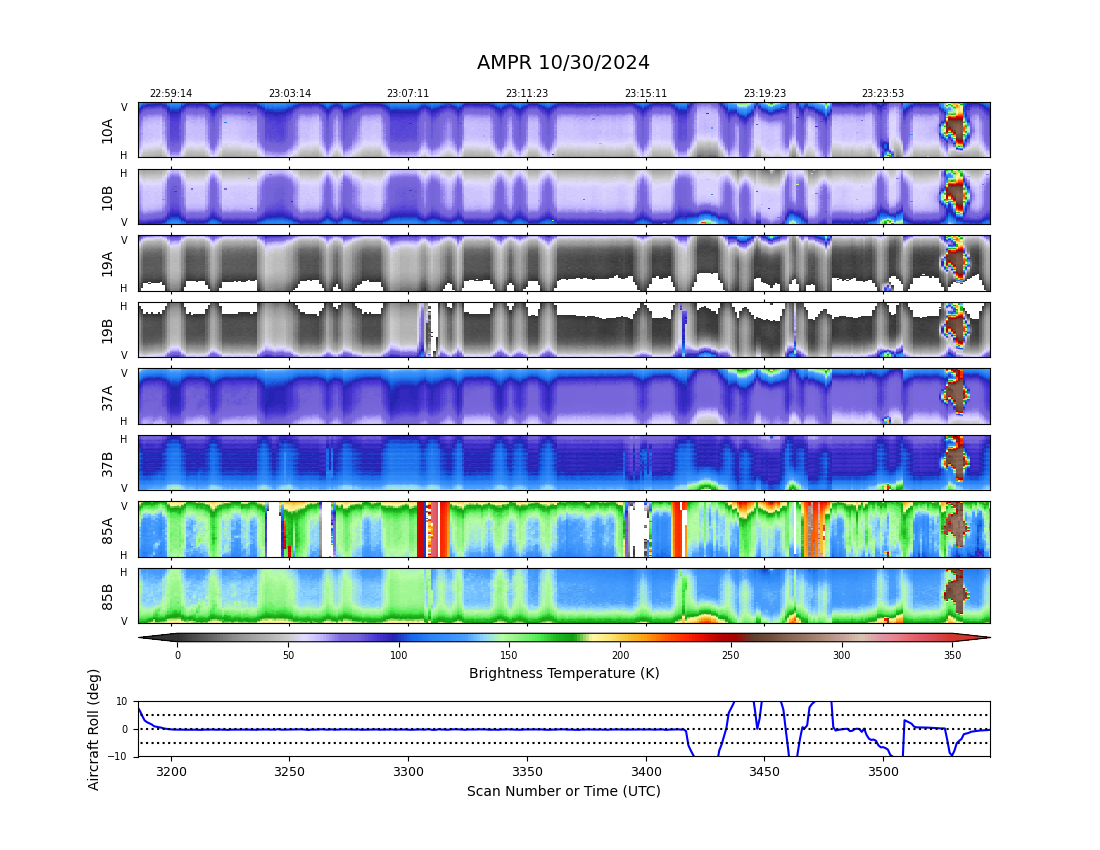 AMPR 10/30/2024
22:59:14 23:03:14 23:07:11 23:11:23 23:15:11 23:19:23 23:23:53
V
10A
H
H
10B
V
V
19A
H
H
19B
V
V
37A
H
H
37B
V
V
85A
H
H
85B
V
0 50 100 150 200 250 300 350
Brightness Temperature (K)
Aircraft Roll (deg)
10
0
−10
3200 3250 3300 3350 3400 3450 3500
Scan Number or Time (UTC)